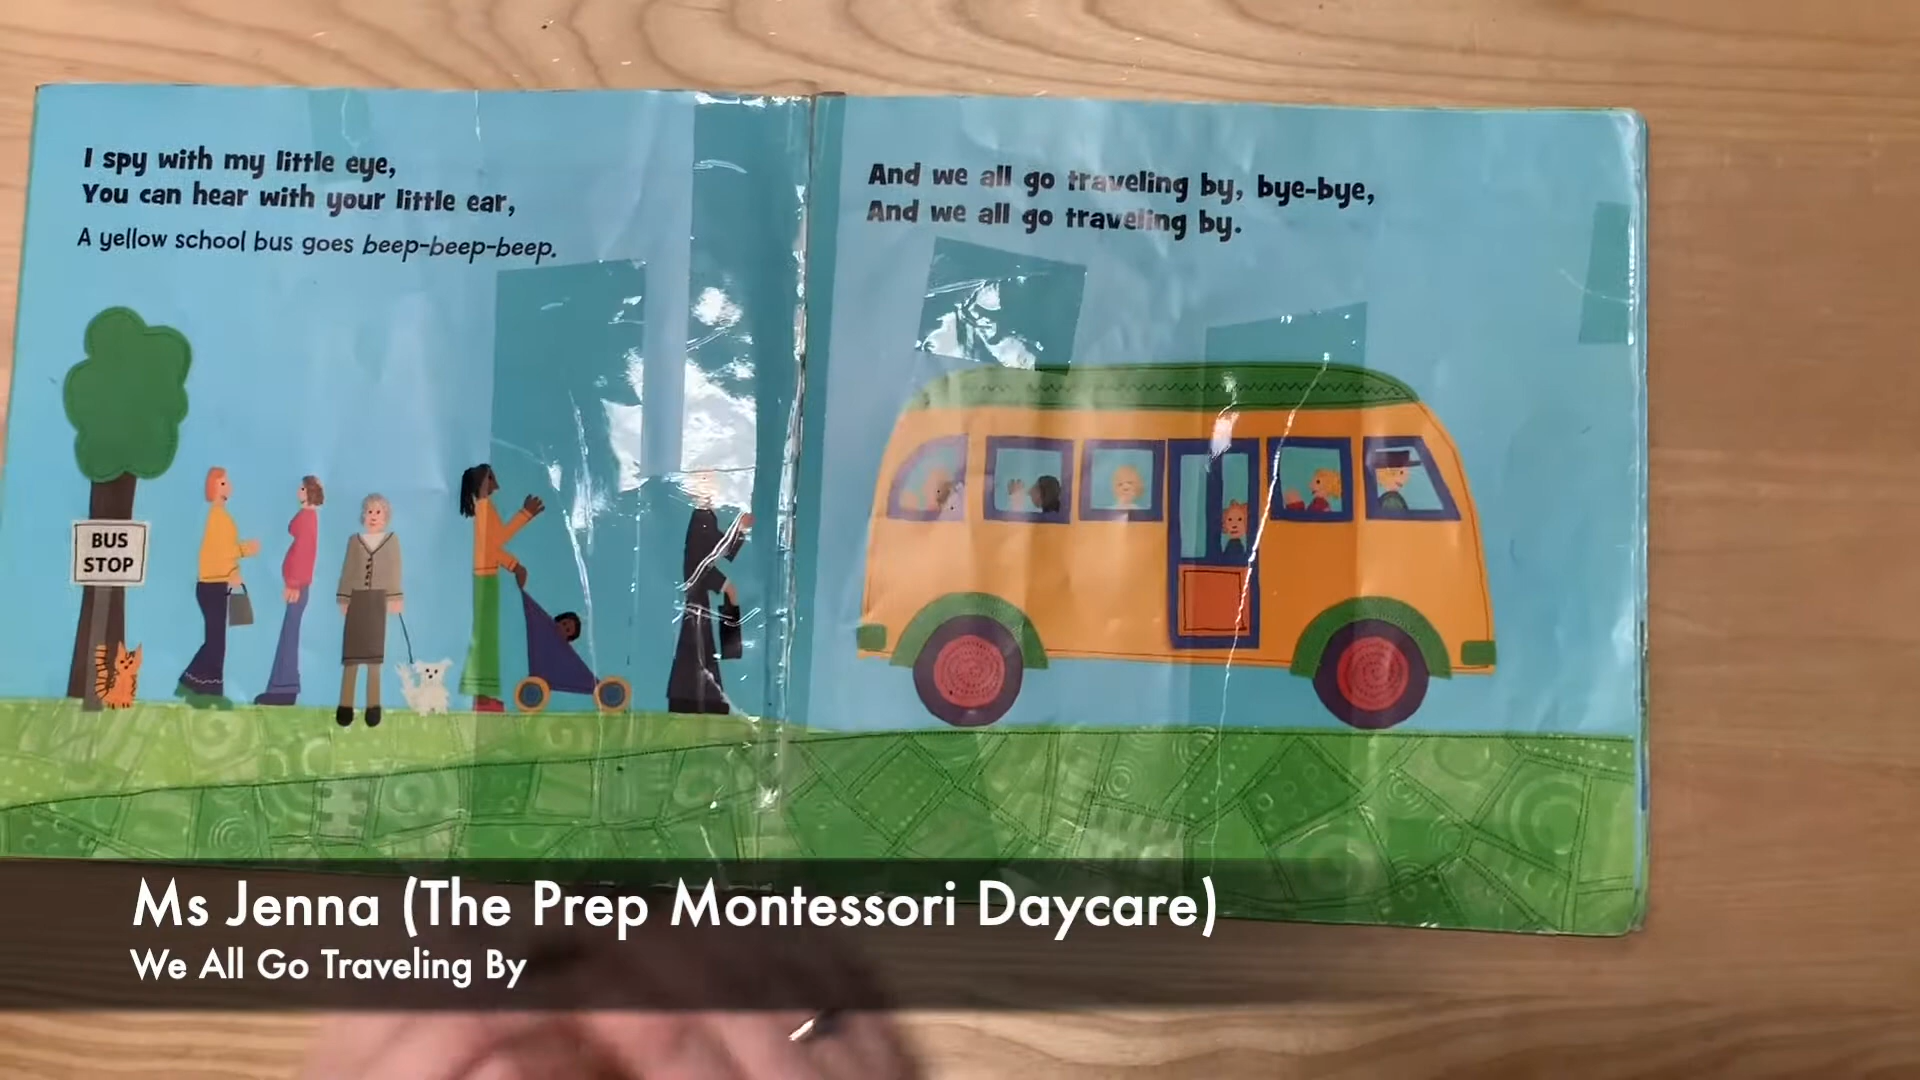 I spy with my little eye,
You can hear with your little ear,
A yellow school bus goes beep-beep-beep.
And we all go traveling by, bye-bye,
And we all go traveling by.
BUS
STOP
Ms Jenna (The Prep Montessori Daycare)
We All Go Traveling By